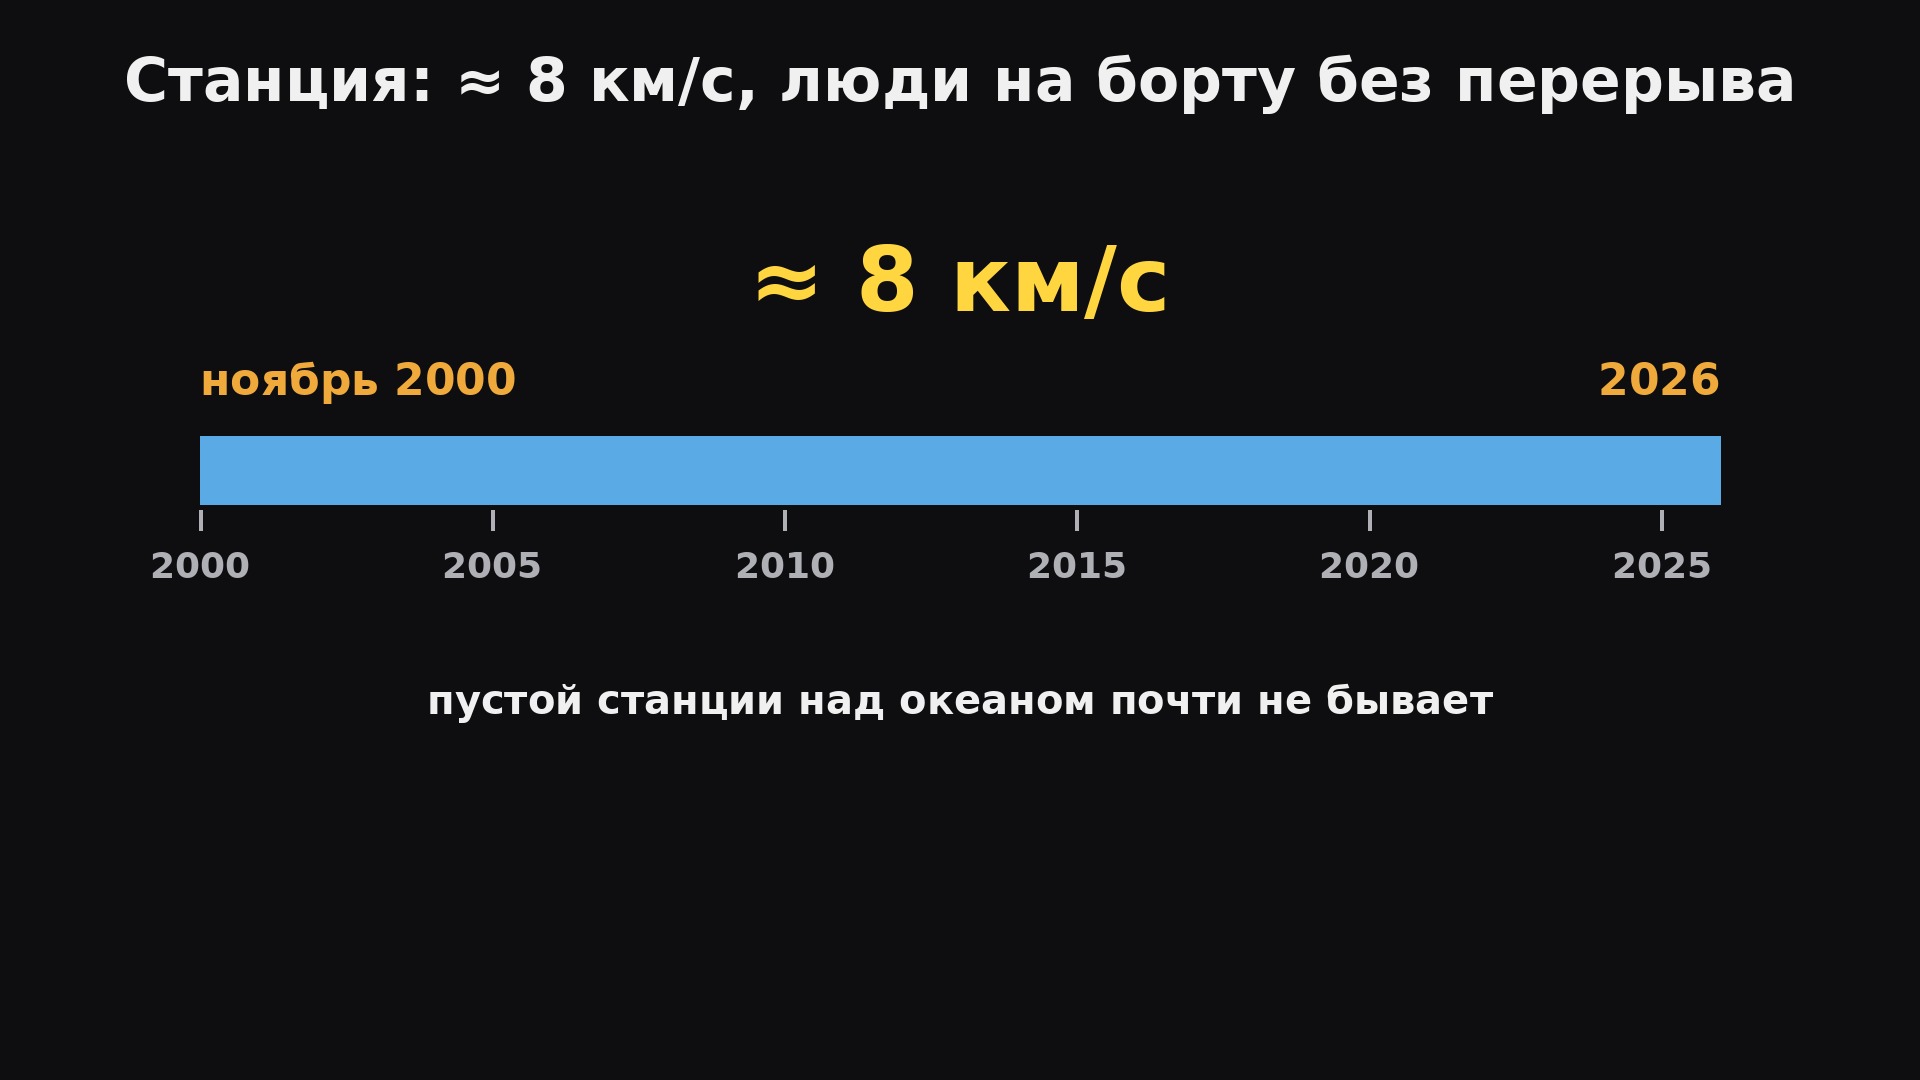 Станция: ≈ 8 км/с, люди на борту без перерыва
≈ 8 км/с
ноябрь 2000 2026
2000 2005 2010 2015 2020 2025
пустой станции над океаном почти не бывает